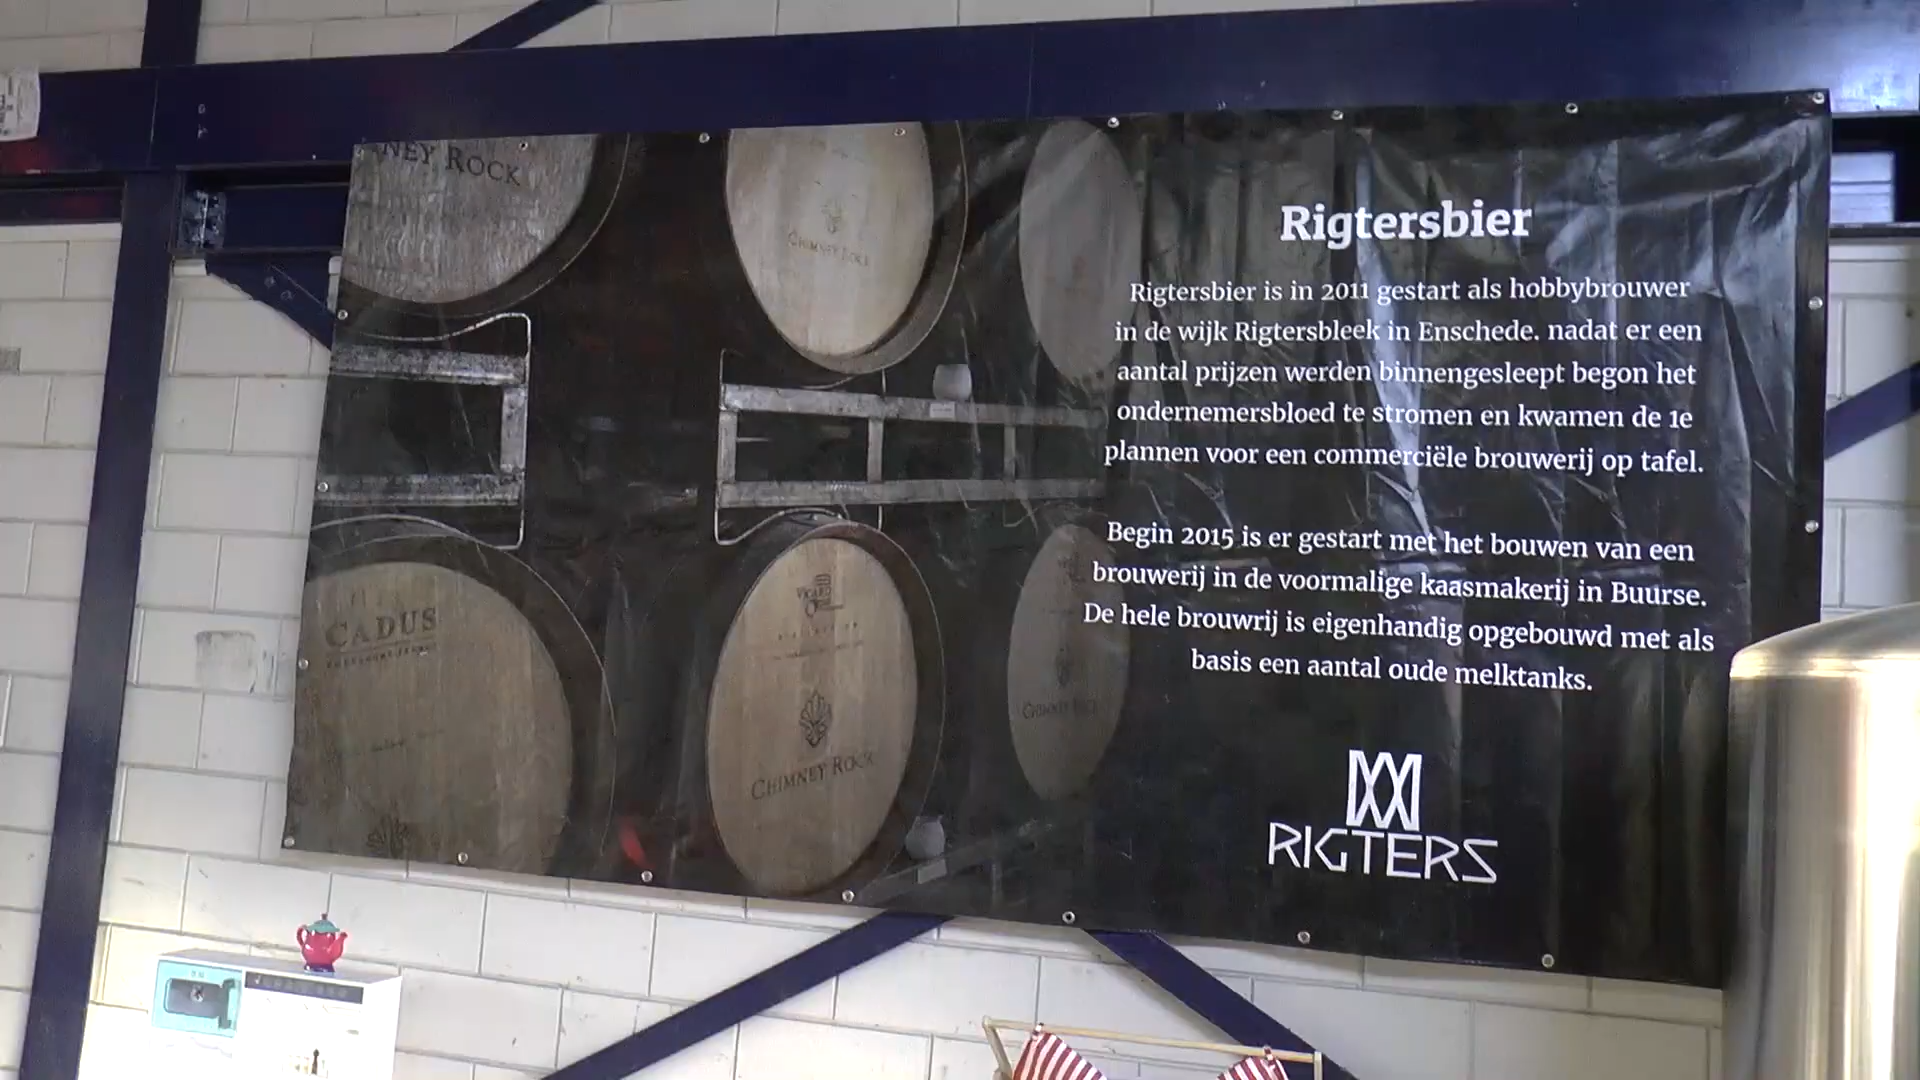 NEY ROCK
CHIMNEY ROCK
CADUS
CHIMNEY ROCK
Rigtersbier
Rigtersbier is in 2011 gestart als hobbybrouwer
in de wijk Rigtersbleek in Enschede. nadat er een
aantal prijzen werden binnengesleept begon het
ondernemersbloed te stromen en kwamen de 1e
plannen voor een commerciële brouwerij op tafel.
Begin 2015 is er gestart met het bouwen van een
brouwerij in de voormalige kaasmakerij in Buurse.
De hele brouwrij is eigenhandig opgebouwd met als
basis een aantal oude melktanks.
RIGTERS